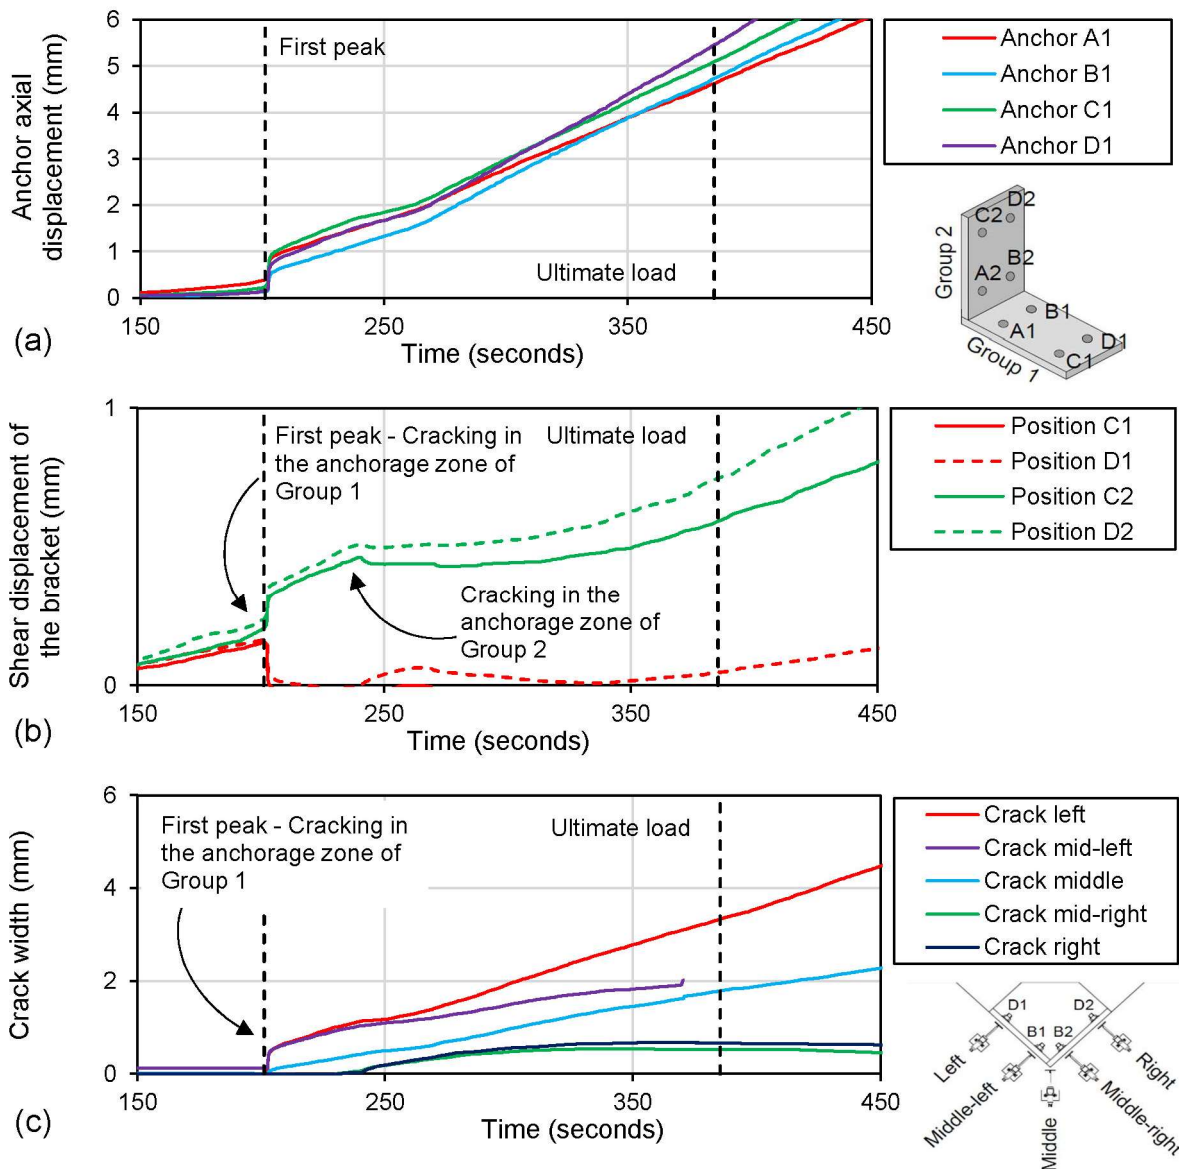 6
5
4
3
2
1
0
Anchor axial
displacement (mm)
First peak
Ultimate load
150
250
350
450
Time (seconds)
(a)
Anchor A1
Anchor B1
Anchor C1
Anchor D1
D2
C2
B2
A2
B1
A1
D1
C1
Group 2
Group 1
1
0
Shear displacement of
the bracket (mm)
First peak - Cracking in
the anchorage zone of
Group 1
Ultimate load
Cracking in the
anchorage zone of
Group 2
150
250
350
450
Time (seconds)
(b)
Position C1
Position D1
Position C2
Position D2
6
4
2
0
Crack width (mm)
First peak - Cracking in
the anchorage zone of
Group 1
Ultimate load
150
250
350
450
Time (seconds)
(c)
Crack left
Crack mid-left
Crack middle
Crack mid-right
Crack right
D1
D2
B1
B2
Left
Middle-left
Middle
Middle-right
Right